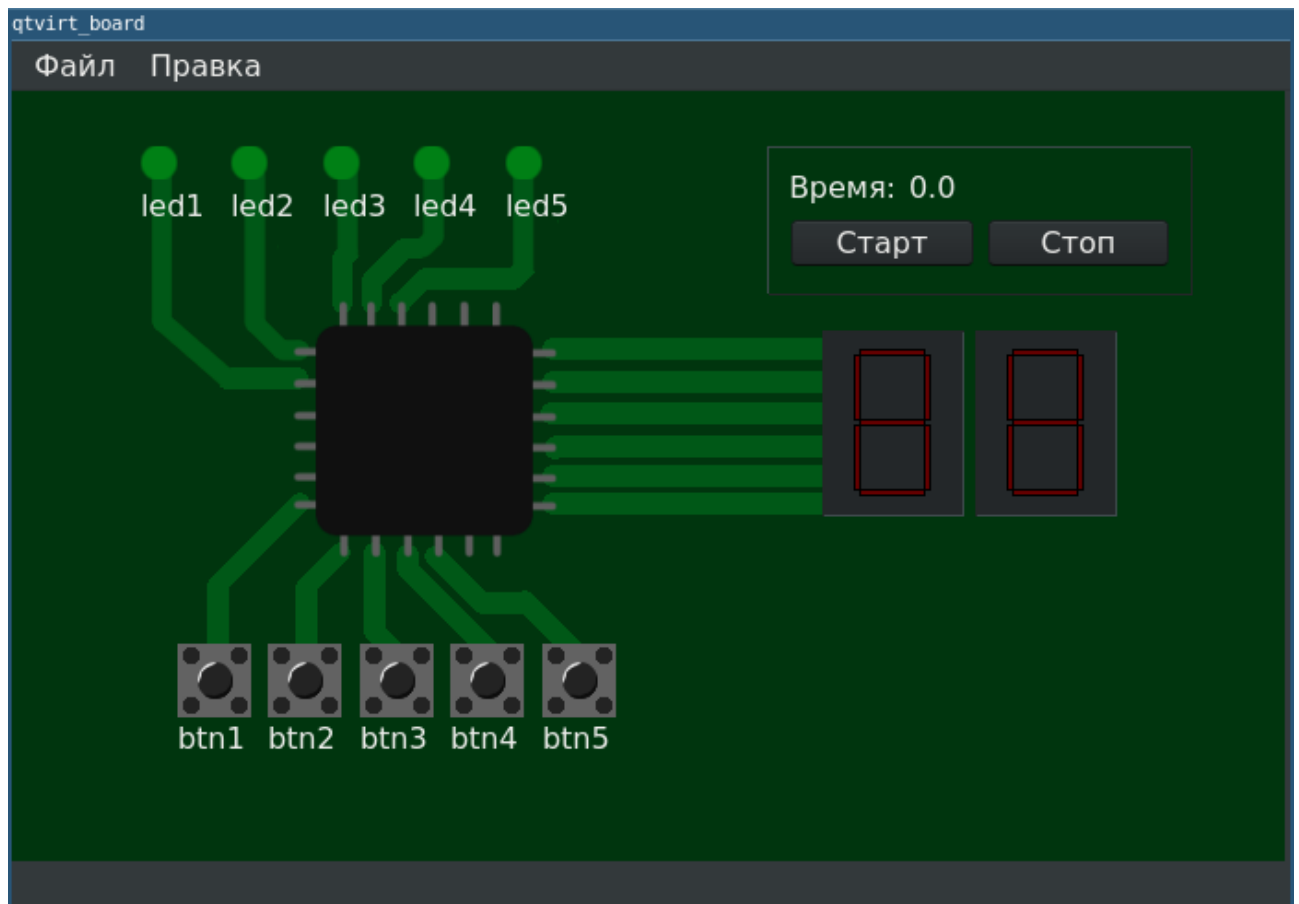 qtvirt_board
Файл Правка
led1 led2 led3 led4 led5
Время: 0.0
Старт Стоп
btn1 btn2 btn3 btn4 btn5